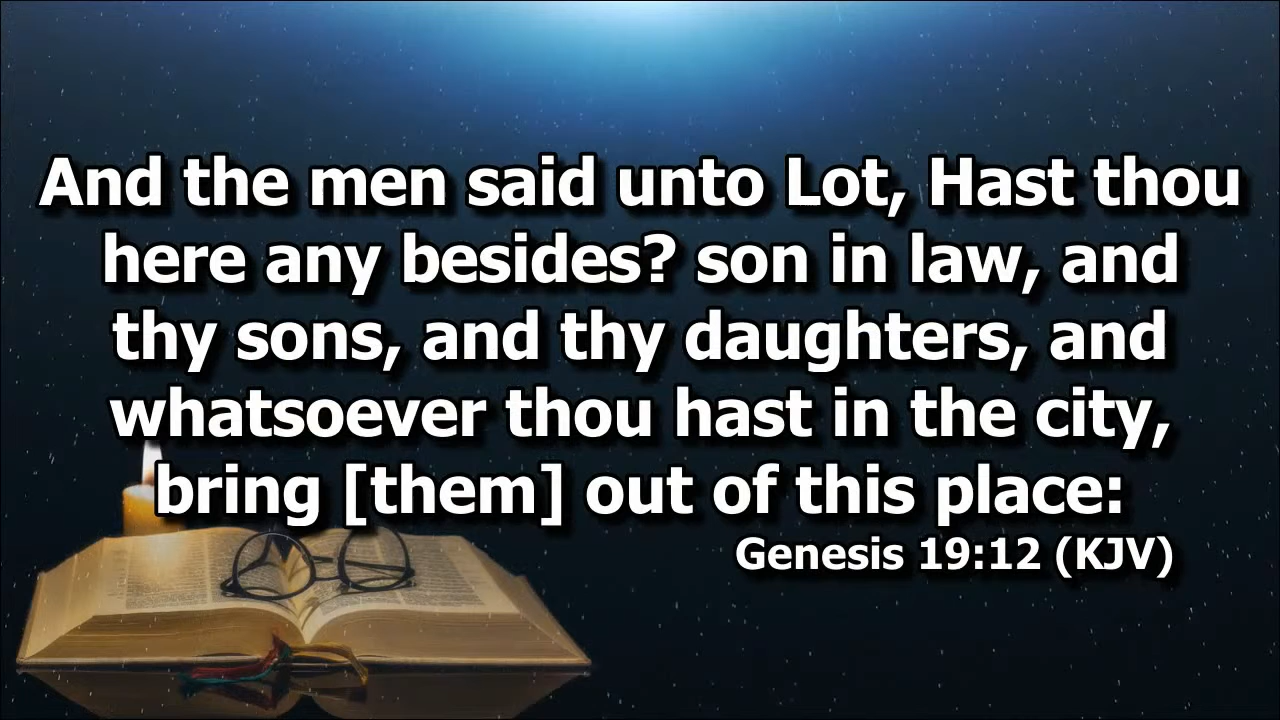 And the men said unto Lot, Hast thou
here any besides? son in law, and
thy sons, and thy daughters, and
whatsoever thou hast in the city,
bring [them] out of this place:
Genesis 19:12 (KJV)